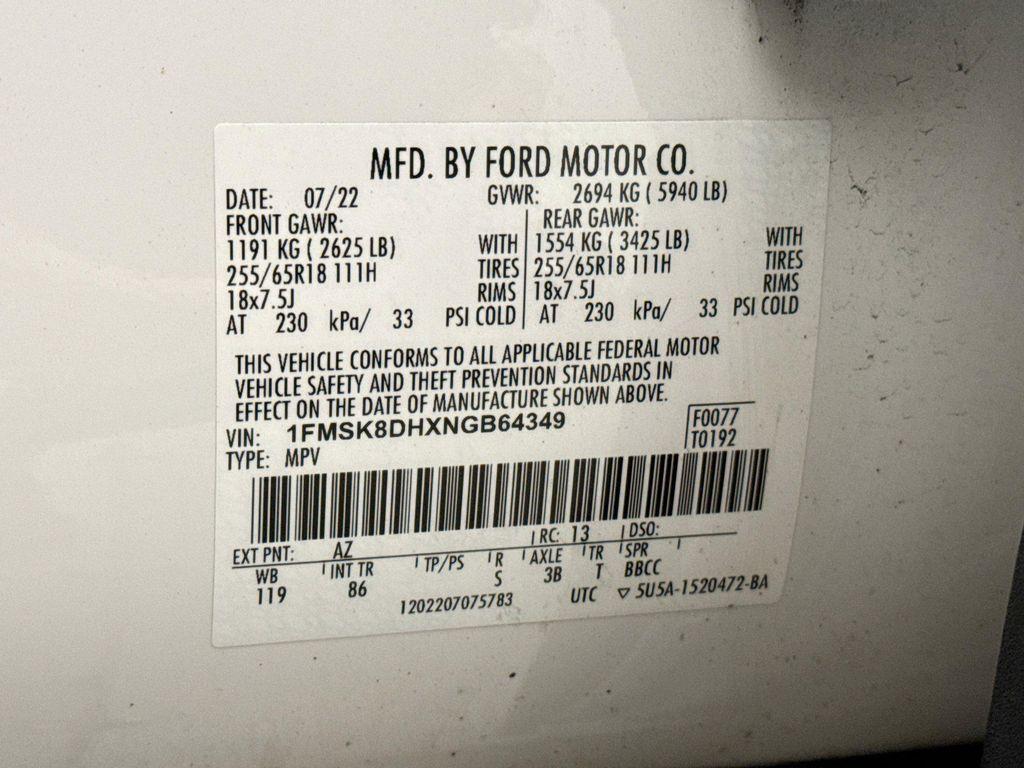 MFD. BY FORD MOTOR CO.
DATE: 07/22 GVWR: 2694 KG ( 5940 LB)
FRONT GAWR: REAR GAWR:
1191 KG ( 2625 LB) WITH 1554 KG ( 3425 LB) WITH
255/65R18 111H TIRES 255/65R18 111H TIRES
18x7.5J RIMS 18x7.5J RIMS
AT 230 kPa/ 33 PSI COLD AT 230 kPa/ 33 PSI COLD
THIS VEHICLE CONFORMS TO ALL APPLICABLE FEDERAL MOTOR
VEHICLE SAFETY AND THEFT PREVENTION STANDARDS IN
EFFECT ON THE DATE OF MANUFACTURE SHOWN ABOVE.
VIN: 1FMSK8DHXNGB64349 F0077
TYPE: MPV T0192
EXT PNT: AZ RC: 13 DSO:
WB INT TR TP/PS R AXLE TR SPR
119 86 S 3B T BBCC
1202207075783 UTC ▽ 5U5A-1520472-BA